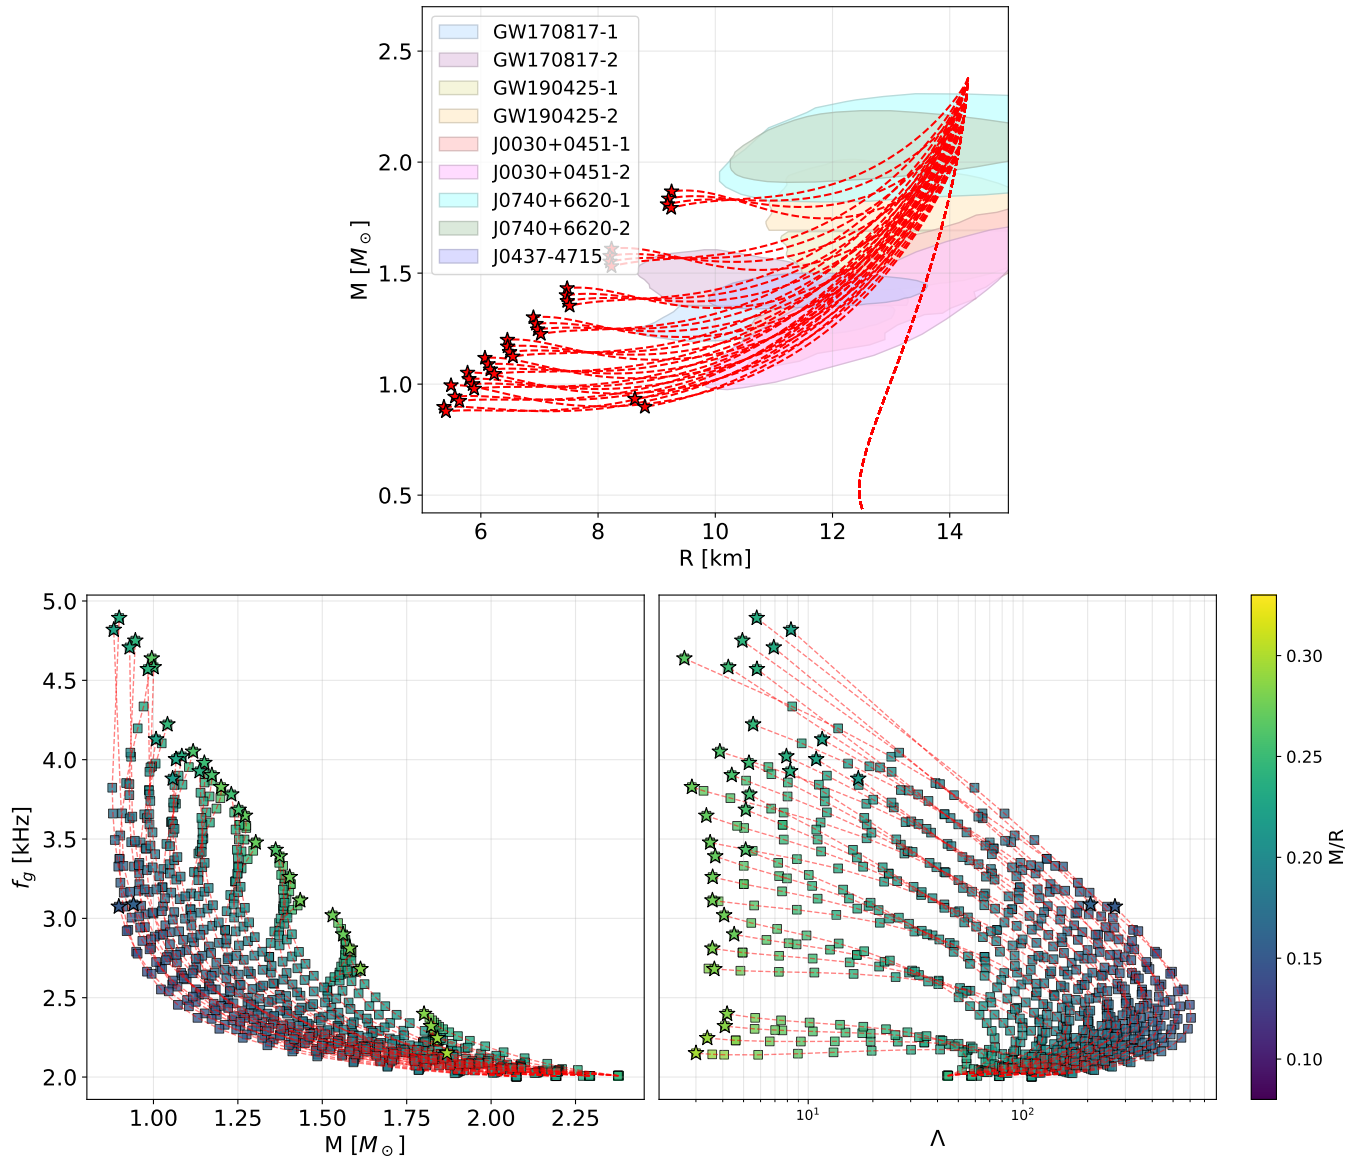 GW170817-1
GW170817-2
GW190425-1
GW190425-2
J0030+0451-1
J0030+0451-2
J0740+6620-1
J0740+6620-2
J0437-4715
2.5
2.0
1.5
1.0
0.5
M [M⊙]
6 8 10 12 14
R [km]
5.0
4.5
4.0
3.5
3.0
2.5
2.0
f_g [kHz]
1.00 1.25 1.50 1.75 2.00 2.25
M [M⊙]
10¹ 10²
Λ
0.30
0.25
0.20
0.15
0.10
M/R